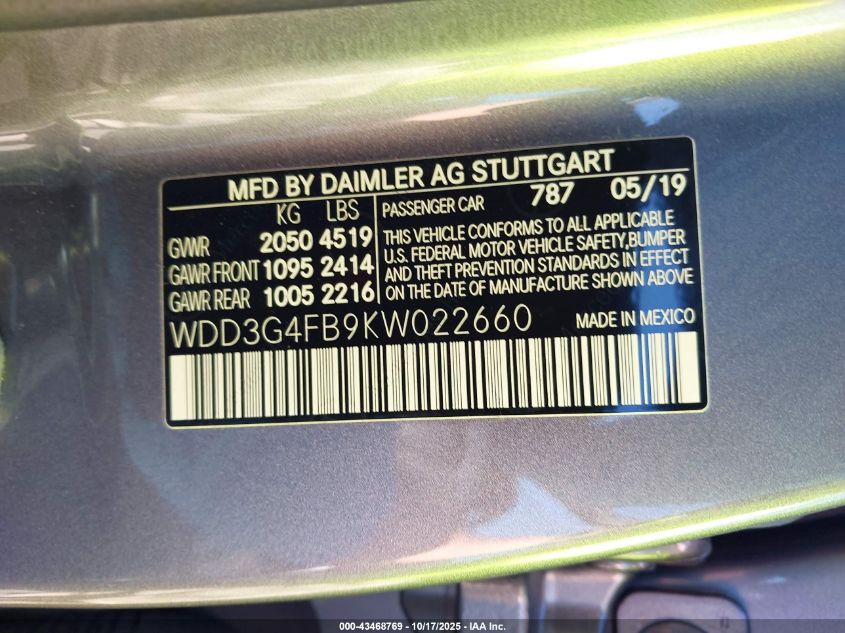 MFD BY DAIMLER AG STUTTGART
KG LBS
GVWR 2050 4519
GAWR FRONT 1095 2414
GAWR REAR 1005 2216
PASSENGER CAR 787 05/19
THIS VEHICLE CONFORMS TO ALL APPLICABLE
U.S. FEDERAL MOTOR VEHICLE SAFETY,BUMPER
AND THEFT PREVENTION STANDARDS IN EFFECT
ON THE DATE OF MANUFACTURE SHOWN ABOVE
WDD3G4FB9KW022660 MADE IN MEXICO
000-43468769 - 10/17/2025 - IAA Inc.